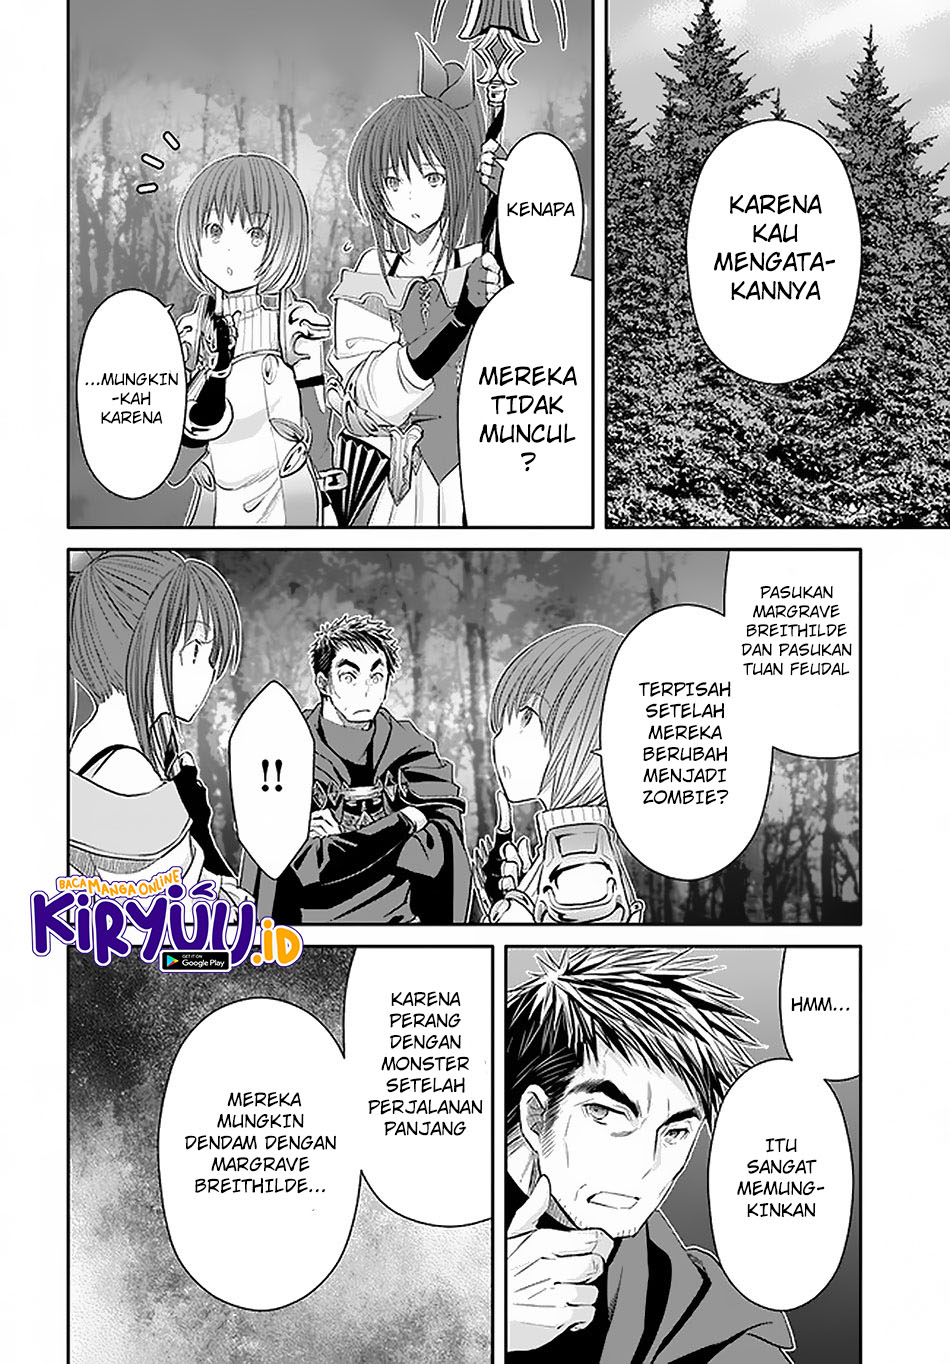 KARENA
KAU
MENGATA-
KANNYA
KENAPA
MEREKA
TIDAK
MUNCUL
?
...MUNGKIN
-KAH
KARENA
PASUKAN
MARGRAVE
BREITHILDE
DAN PASUKAN
TUAN FEUDAL
TERPISAH
SETELAH
MEREKA
BERUBAH
MENJADI
ZOMBIE?
!!
BACA MANGA ONLINE
KIRYUU.iD
GET IT ON
Google Play
HMM...
ITU
SANGAT
MEMUNG-
KINKAN
KARENA
PERANG
DENGAN
MONSTER
SETELAH
PERJALANAN
PANJANG
MEREKA
MUNGKIN
DENDAM DENGAN
MARGRAVE
BREITHILDE...